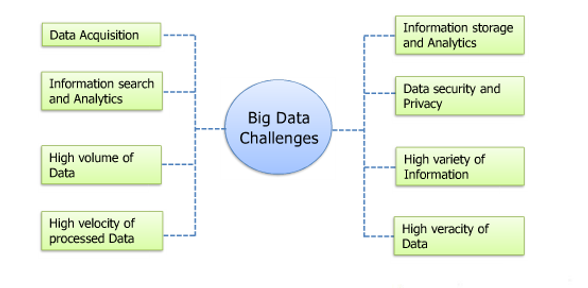 Data Acquisition
Information search
and Analytics
High volume of
Data
High velocity of
processed Data
Big Data
Challenges
Information storage
and Analytics
Data security and
Privacy
High variety of
Information
High veracity of
Data